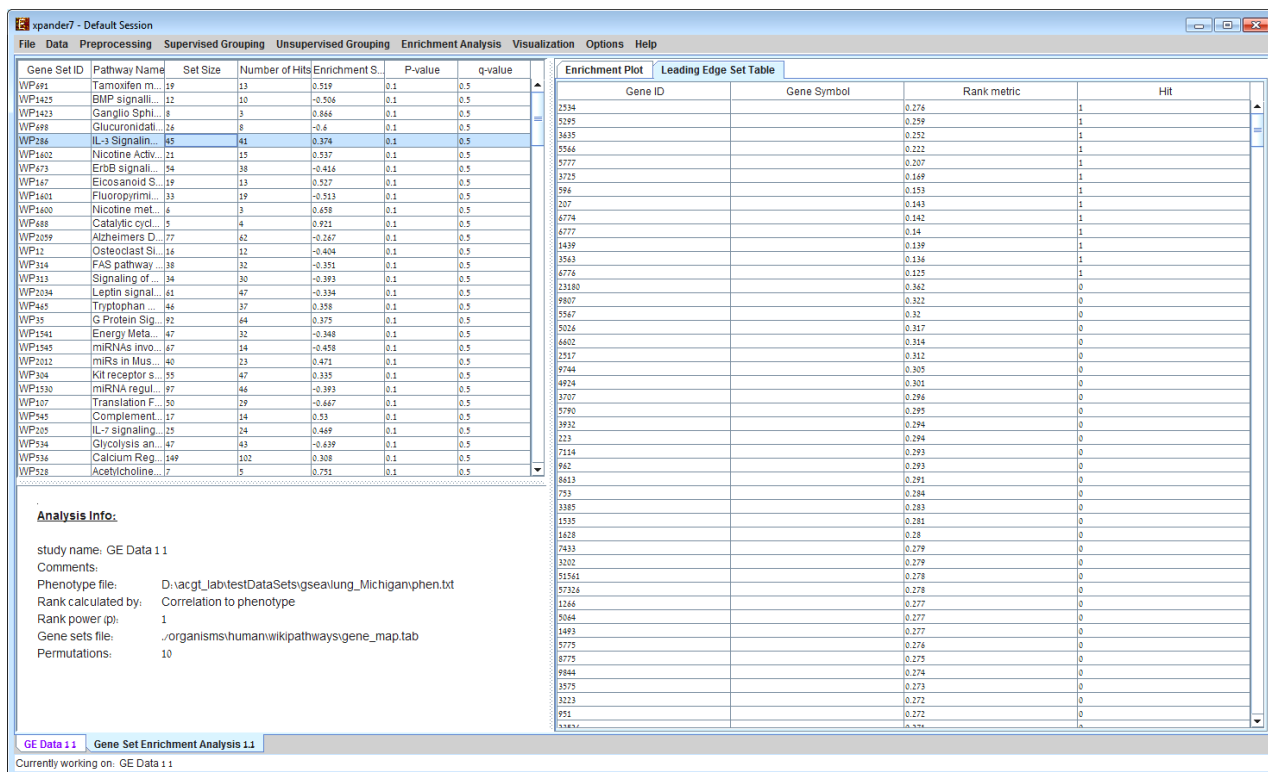 xpander7 - Default Session
File Data Preprocessing Supervised Grouping Unsupervised Grouping Enrichment Analysis Visualization Options Help
Gene Set ID Pathway Name Set Size Number of Hits Enrichment S... P-value q-value
WP691 Tamoxifen m... 19 13 0.519 0.1 0.5
WP1425 BMP signalli... 12 10 -0.506 0.1 0.5
WP1423 Ganglio Sphi... 8 3 0.866 0.1 0.5
WP698 Glucuronidati... 26 8 -0.6 0.1 0.5
WP286 IL-3 Signalin... 45 41 0.374 0.1 0.5
WP1602 Nicotine Activ... 21 15 0.537 0.1 0.5
WP673 ErbB signali... 54 38 -0.416 0.1 0.5
WP167 Eicosanoid S... 19 13 0.527 0.1 0.5
WP1601 Fluoropyrimi... 33 19 -0.513 0.1 0.5
WP1600 Nicotine met... 6 3 0.658 0.1 0.5
WP688 Catalytic cycl... 5 4 0.921 0.1 0.5
WP2059 Alzheimers D... 77 62 -0.267 0.1 0.5
WP12 Osteoclast Si... 16 12 -0.404 0.1 0.5
WP314 FAS pathway ... 38 32 -0.351 0.1 0.5
WP313 Signaling of ... 34 30 -0.393 0.1 0.5
WP2034 Leptin signal... 61 47 -0.334 0.1 0.5
WP465 Tryptophan ... 46 37 0.358 0.1 0.5
WP35 G Protein Sig... 92 64 0.375 0.1 0.5
WP1541 Energy Meta... 47 32 -0.348 0.1 0.5
WP1545 miRNAs invo... 67 14 -0.458 0.1 0.5
WP2012 miRs in Mus... 40 23 0.471 0.1 0.5
WP304 Kit receptor s... 55 47 0.335 0.1 0.5
WP1530 miRNA regul... 97 46 -0.393 0.1 0.5
WP107 Translation F... 50 29 -0.667 0.1 0.5
WP545 Complement... 17 14 0.53 0.1 0.5
WP205 IL-7 signaling... 25 24 0.469 0.1 0.5
WP534 Glycolysis an... 47 43 -0.639 0.1 0.5
WP536 Calcium Reg... 149 102 0.308 0.1 0.5
WP528 Acetylcholine... 7 5 0.751 0.1 0.5
Analysis Info:
study name: GE Data 1 1
Comments:
Phenotype file: D:\acgt_lab\testDataSets\gsea\lung_Michigan\phen.txt
Rank calculated by: Correlation to phenotype
Rank power (p): 1
Gene sets file: ./organisms\human\wikipathways\gene_map.tab
Permutations: 10
Enrichment Plot Leading Edge Set Table
Gene ID Gene Symbol Rank metric Hit
2534 0.276 1
5295 0.259 1
3635 0.252 1
5566 0.222 1
5777 0.207 1
3725 0.169 1
596 0.153 1
207 0.143 1
6774 0.142 1
6777 0.14 1
1439 0.139 1
3563 0.136 1
6776 0.125 1
23180 0.362 0
9807 0.322 0
5567 0.32 0
5026 0.317 0
6602 0.314 0
2517 0.312 0
9744 0.305 0
4924 0.301 0
3707 0.296 0
5790 0.295 0
3932 0.294 0
223 0.294 0
7114 0.293 0
962 0.293 0
8613 0.291 0
753 0.284 0
3385 0.283 0
1535 0.281 0
1628 0.28 0
7433 0.279 0
3202 0.279 0
51561 0.278 0
57326 0.278 0
1266 0.277 0
5064 0.277 0
1493 0.277 0
5775 0.276 0
8775 0.275 0
9844 0.274 0
3575 0.273 0
3223 0.272 0
951 0.272 0
GE Data 1 1 Gene Set Enrichment Analysis 1.1
Currently working on: GE Data 1 1